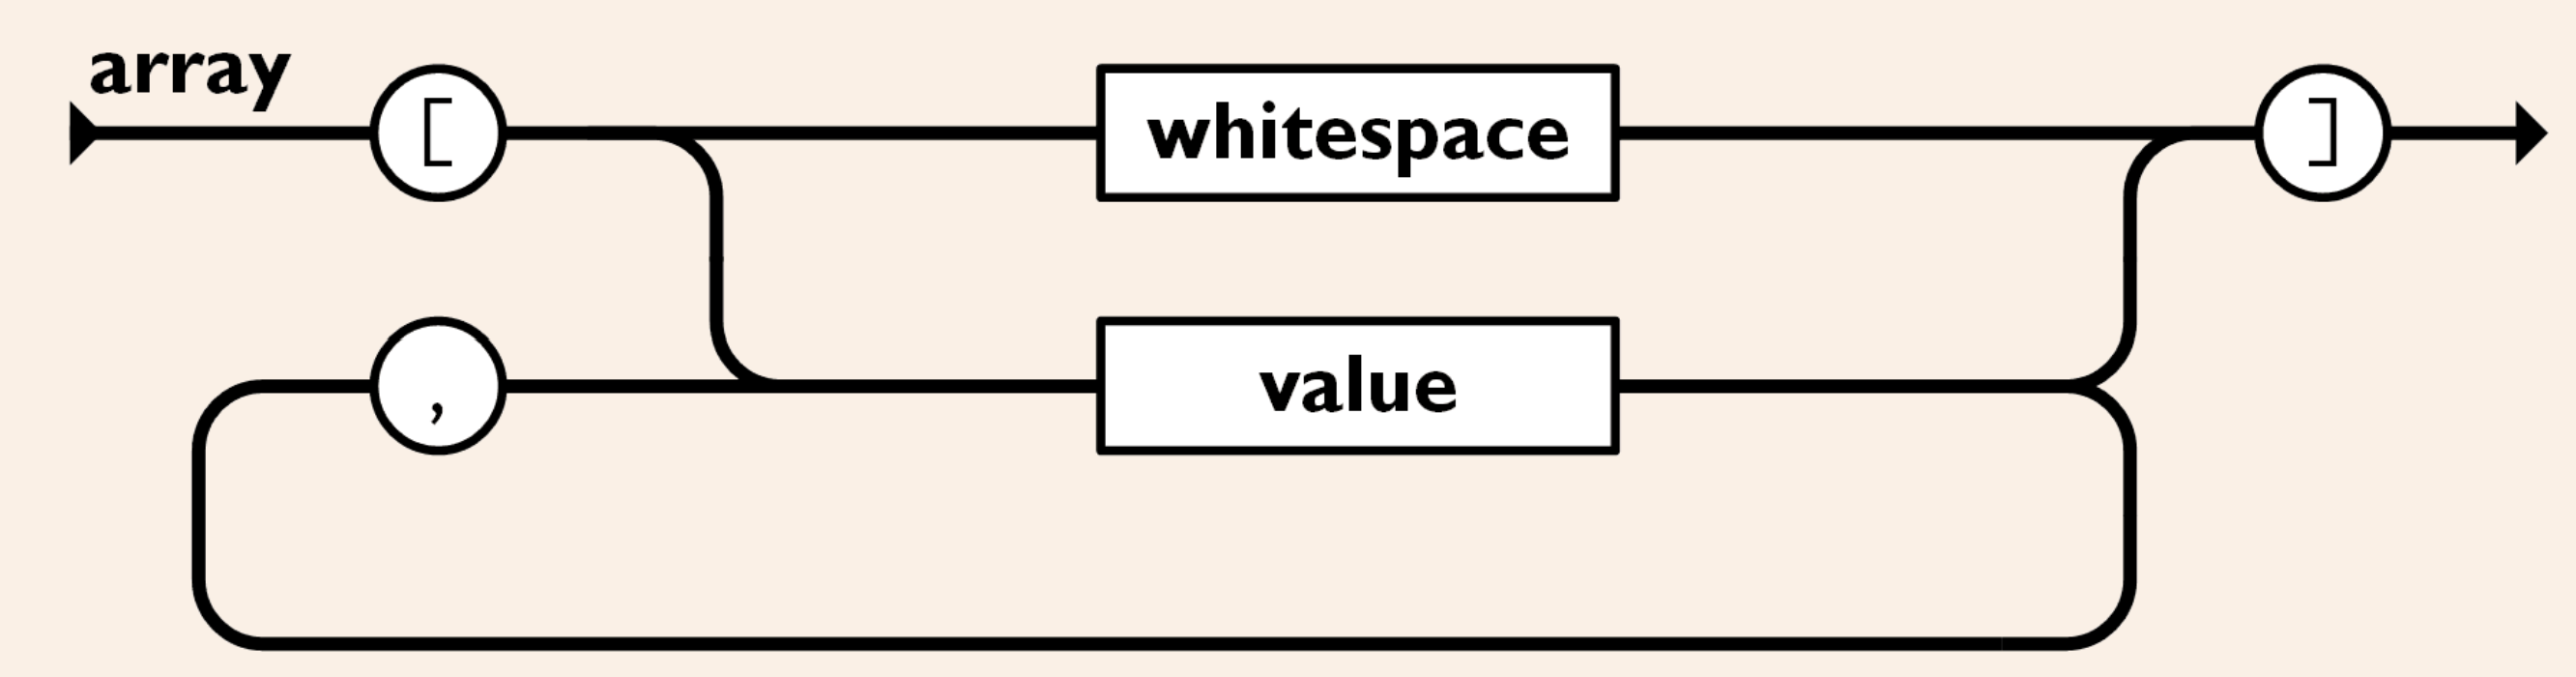 array
[ whitespace ]
, value